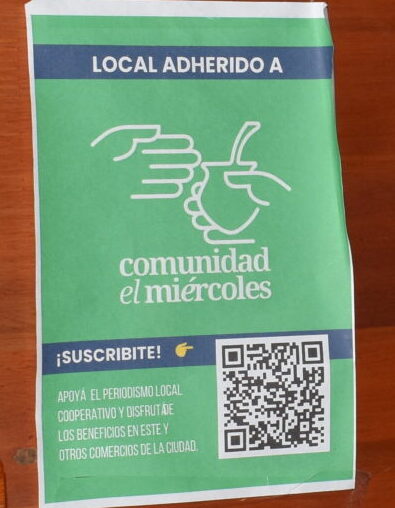 LOCAL ADHERIDO A
comunidad
el miércoles
¡SUSCRIBITE!
APOYÁ EL PERIODISMO LOCAL
COOPERATIVO Y DISFRUTÁ DE
LOS BENEFICIOS EN ESTE Y
OTROS COMERCIOS DE LA CIUDAD.